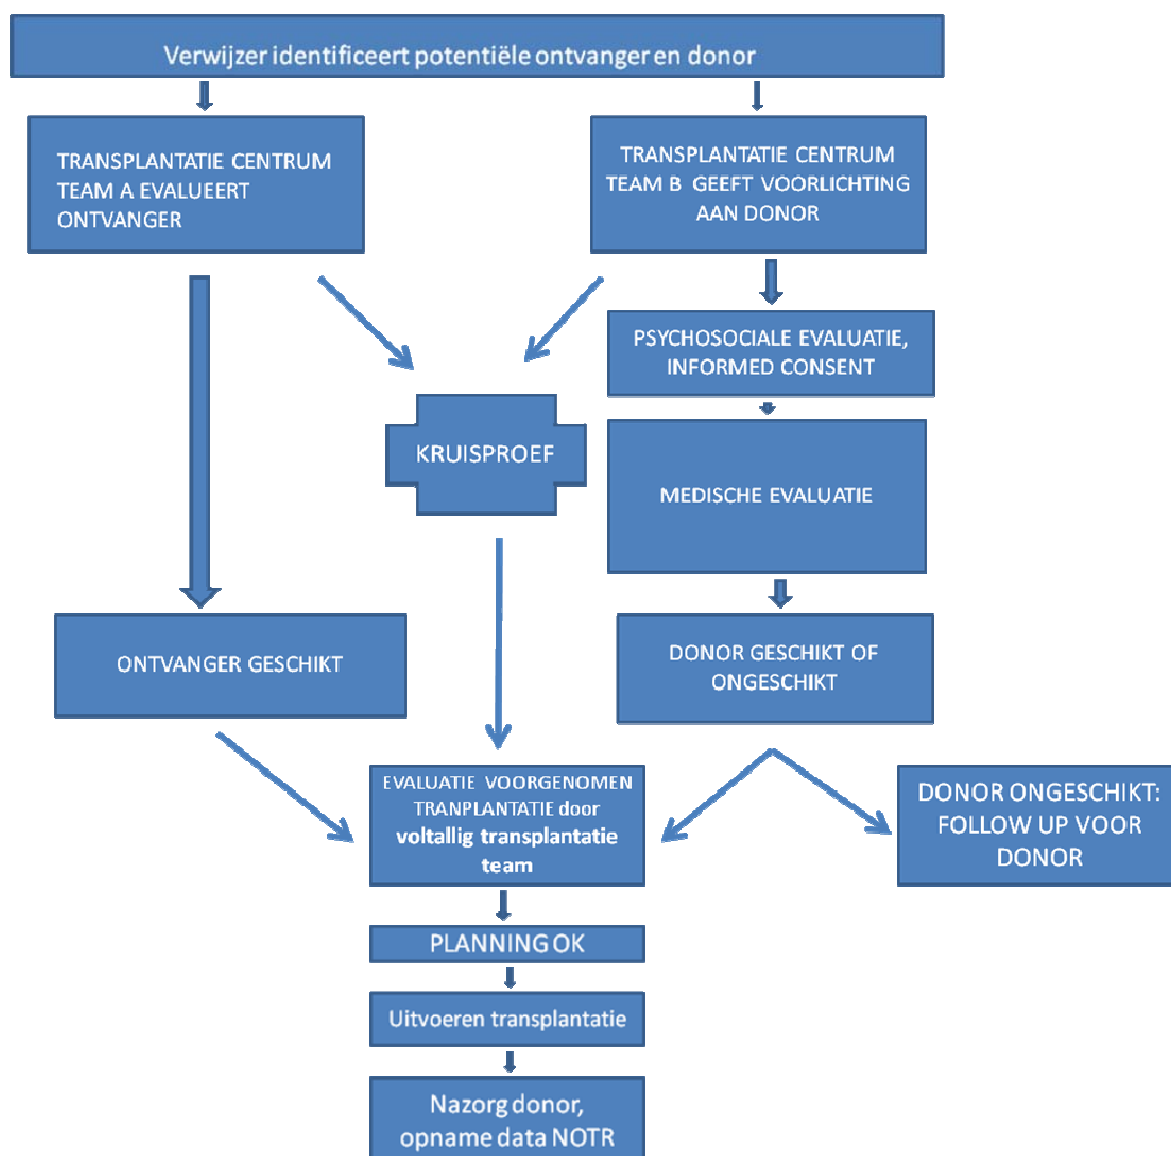 Verwijzer identificeert potentiële ontvanger en donor
TRANSPLANTATIE CENTRUM
TEAM A EVALUEERT
ONTVANGER
TRANSPLANTATIE CENTRUM
TEAM B GEEFT VOORLICHTING
AAN DONOR
PSYCHOSOCIALE EVALUATIE,
INFORMED CONSENT
KRUISPROEF
MEDISCHE EVALUATIE
ONTVANGER GESCHIKT
DONOR GESCHIKT OF
ONGESCHIKT
EVALUATIE VOORGENOMEN
TRANPLANTATIE door
voltallig transplantatie
team
DONOR ONGESCHIKT:
FOLLOW UP VOOR
DONOR
PLANNING OK
Uitvoeren transplantatie
Nazorg donor,
opname data NOTR